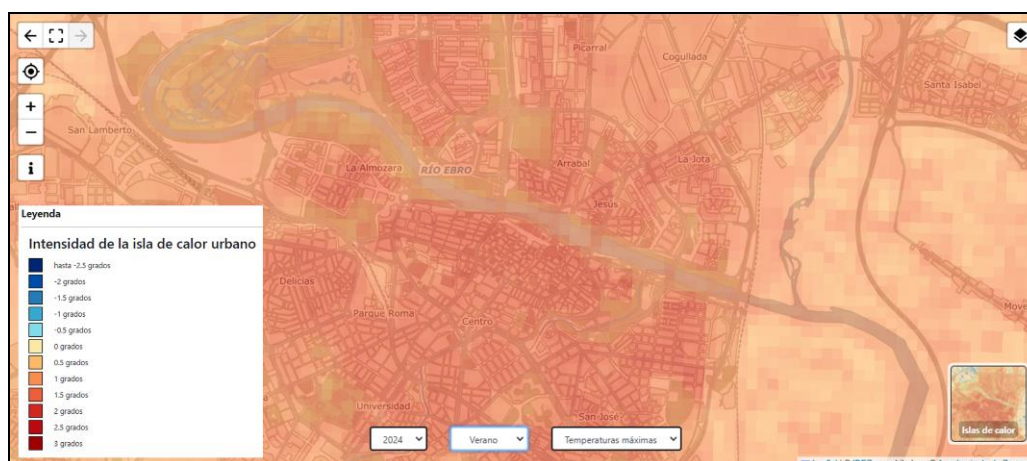 Picarral
Cogullada
Santa Isabel
San Lamberto
La Almozara
RÍO EBRO
Arrabal
La Jota
Jesús
Leyenda
Intensidad de la isla de calor urbano
hasta -2.5 grados
-2 grados
-1.5 grados
-1 grados
-0.5 grados
0 grados
0.5 grados
1 grados
1.5 grados
2 grados
2.5 grados
3 grados
Delicias
Parque Roma
Centro
Move
Universidad
San José
2024
Verano
Temperaturas máximas
Islas de calor